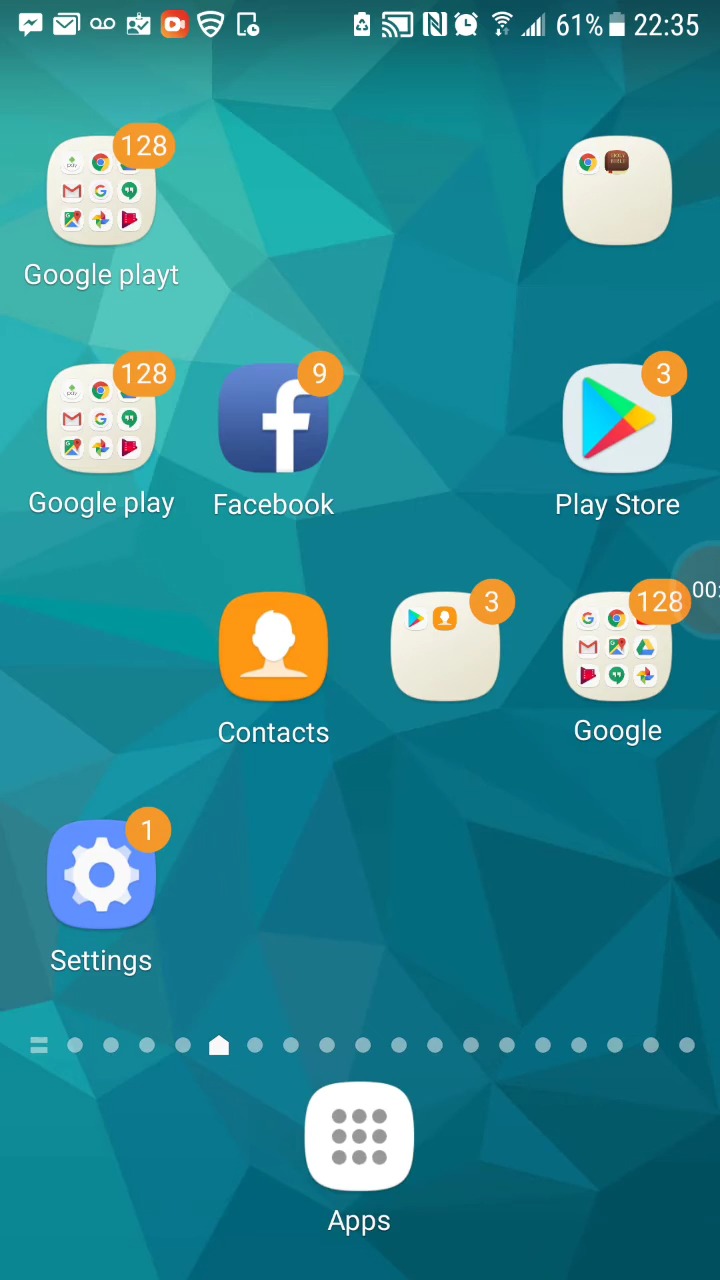 61% 22:35
128
Google playt
128 9 3
Google play Facebook Play Store
00:
3 128
Contacts Google
1
Settings
Apps